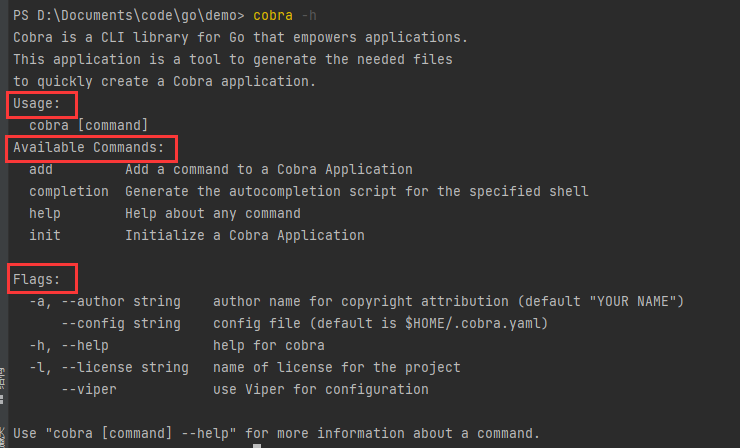 PS D:\Documents\code\go\demo> cobra -h
Cobra is a CLI library for Go that empowers applications.
This application is a tool to generate the needed files
to quickly create a Cobra application.
Usage:
  cobra [command]
Available Commands:
  add         Add a command to a Cobra Application
  completion  Generate the autocompletion script for the specified shell
  help        Help about any command
  init        Initialize a Cobra Application

Flags:
  -a, --author string    author name for copyright attribution (default "YOUR NAME")
      --config string    config file (default is $HOME/.cobra.yaml)
  -h, --help             help for cobra
  -l, --license string   name of license for the project
      --viper            use Viper for configuration

Use "cobra [command] --help" for more information about a command.